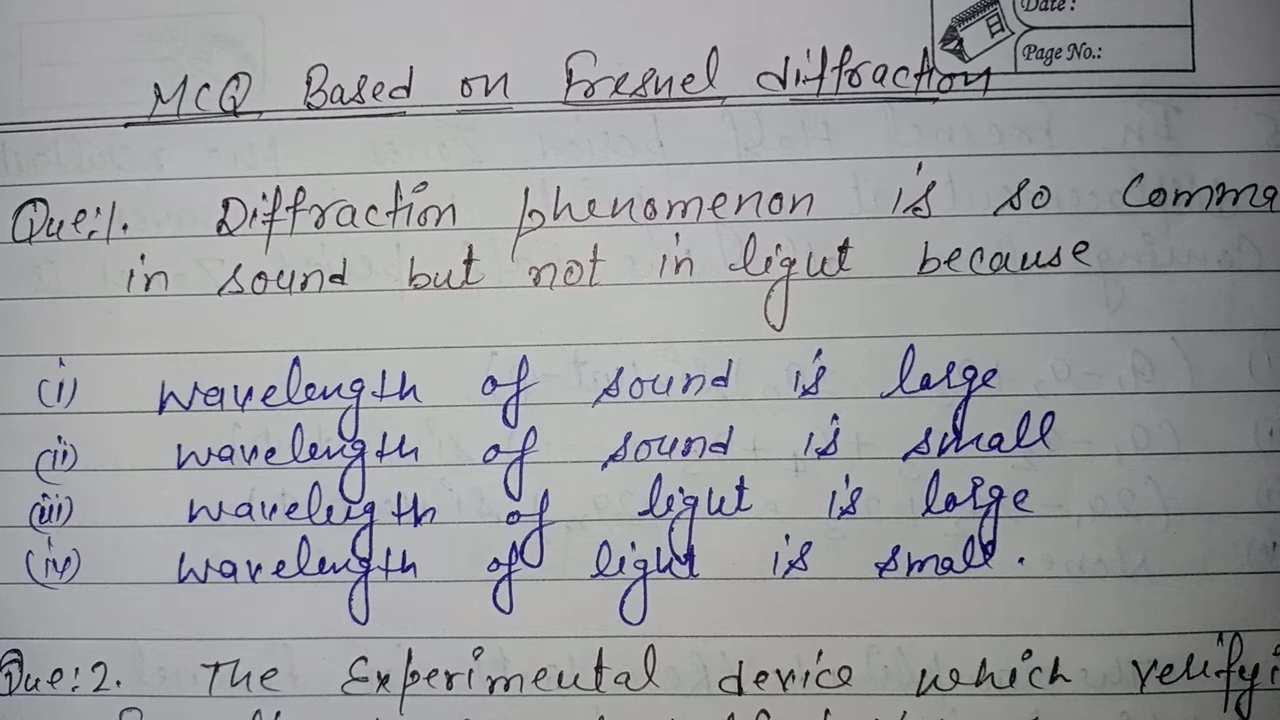 Date :
Page No.:
MCQ Based on Fresnel diffraction
Que:1. Diffraction phenomenon is so Commo
in sound but not in light because
(i) wavelength of sound is large
(ii) wavelength of sound is small
(iii) wavelength of light is large
(iv) wavelength of light is small.
Que:2. The Experimental device which verifyi